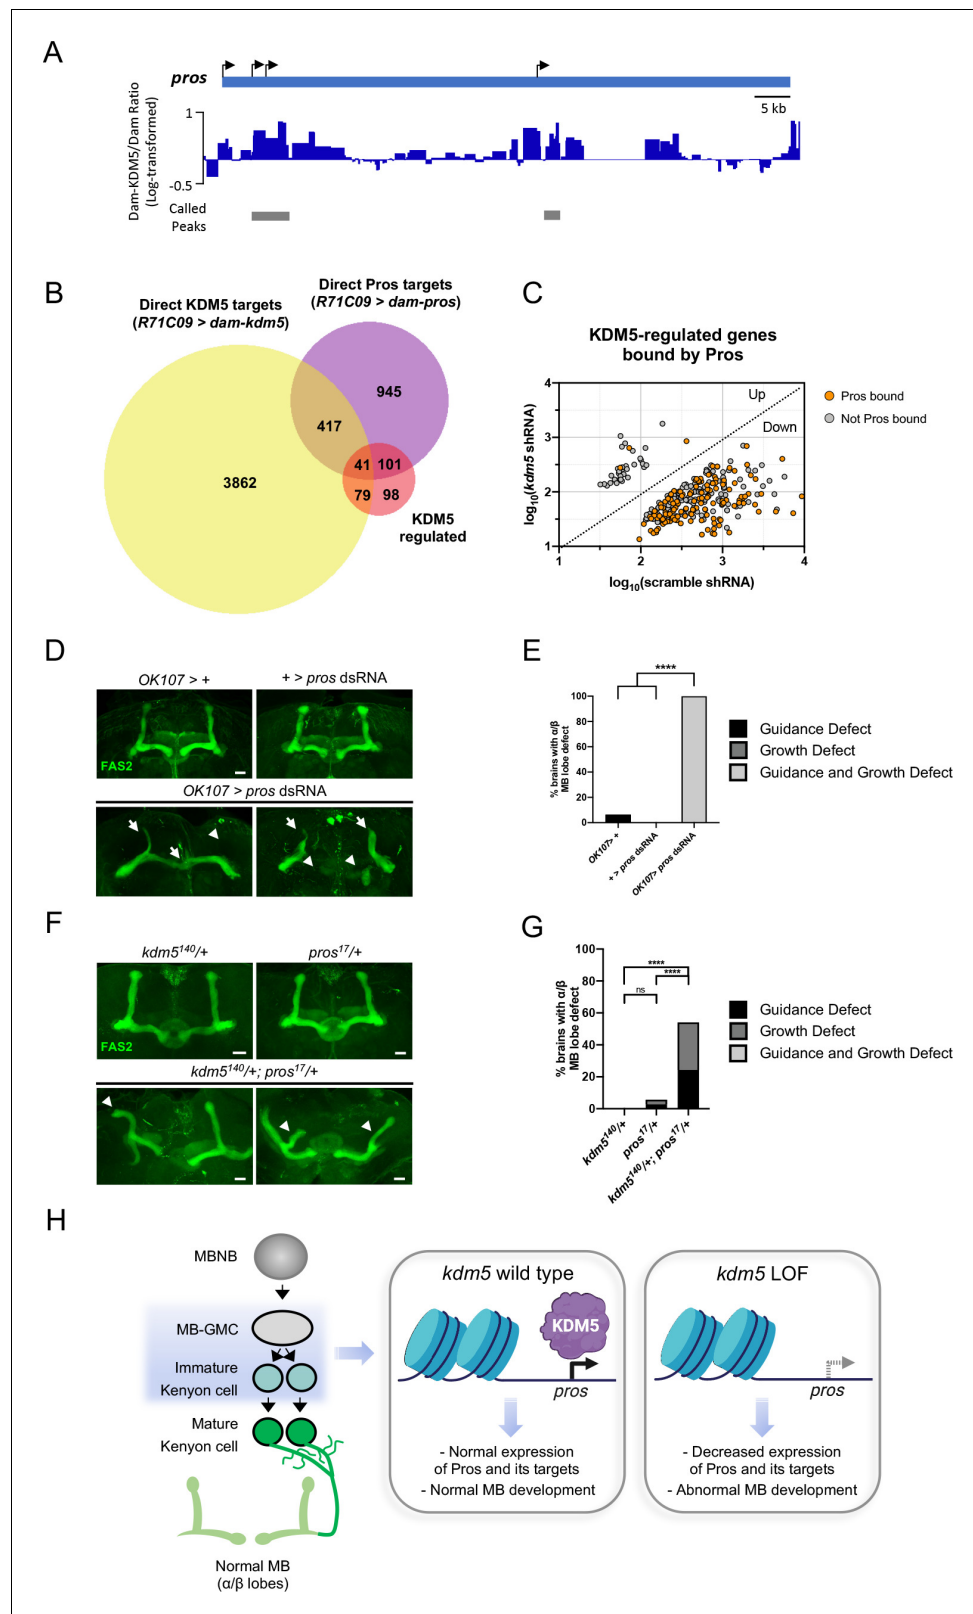 A
pros
5 kb
Dam-KDM5/Dam Ratio
(Log-transformed)
1
-0.5
Called
Peaks
B
Direct KDM5 targets
(R71C09 > dam-kdm5)
Direct Pros targets
(R71C09 > dam-pros)
945
417
41
101
3862
79
98
KDM5
regulated
C
KDM5-regulated genes
bound by Pros
log10(kdm5 shRNA)
4
3
2
1
Up
Down
1
2
3
4
log10(scramble shRNA)
Pros bound
Not Pros bound
D
OK107 > +
+ > pros dsRNA
FAS2
OK107 > pros dsRNA
E
****
% brains with α/β
MB lobe defect
100
80
60
40
20
0
OK107> +
+ > pros dsRNA
OK107> pros dsRNA
Guidance Defect
Growth Defect
Guidance and Growth Defect
F
kdm5140/+
pros17/+
FAS2
kdm5140/+; pros17/+
G
% brains with α/β
MB lobe defect
100
80
60
40
20
0
****
****
ns
kdm5140/+
pros17/+
kdm5140/+; pros17/+
Guidance Defect
Growth Defect
Guidance and Growth Defect
H
MBNB
MB-GMC
Immature
Kenyon cell
Mature
Kenyon cell
Normal MB
(α/β lobes)
kdm5 wild type
KDM5
pros
- Normal expression
of Pros and its targets
- Normal MB development
kdm5 LOF
pros
- Decreased expression
of Pros and its targets
- Abnormal MB development